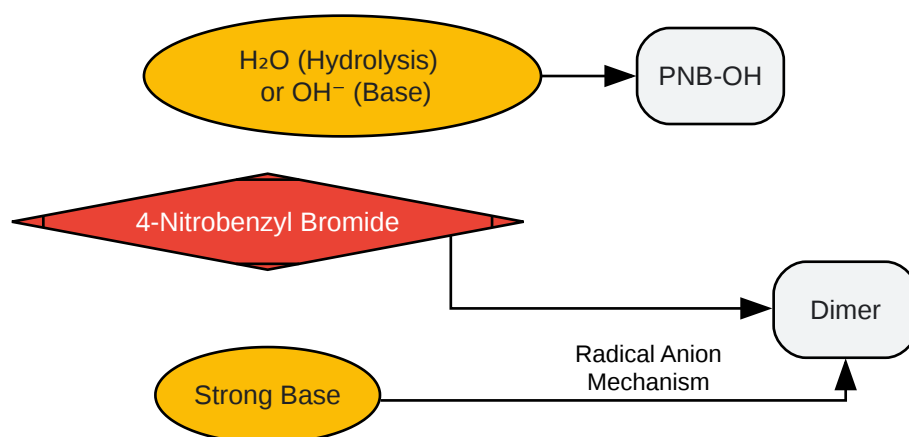 H₂O (Hydrolysis)
or OH⁻ (Base)
PNB-OH
4-Nitrobenzyl Bromide
Dimer
Radical Anion
Mechanism
Strong Base